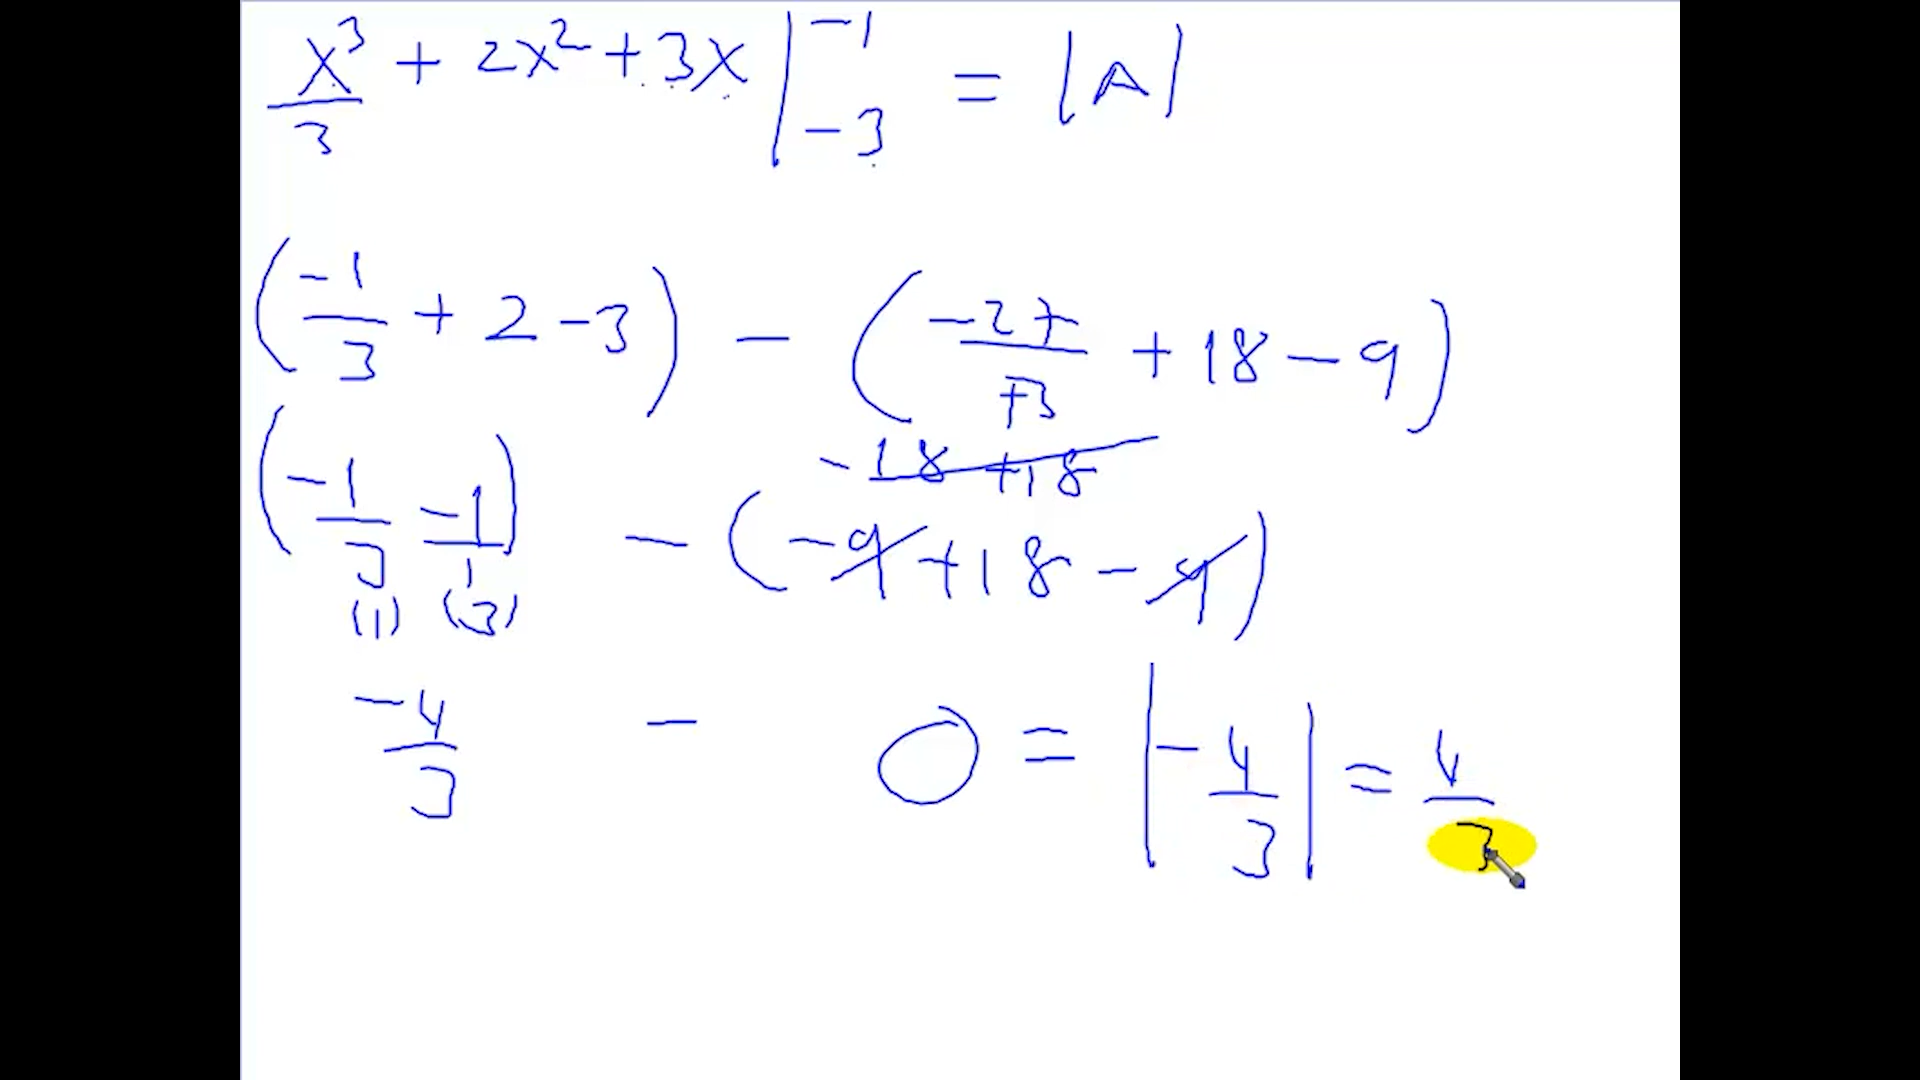 x³/3 + 2x² + 3x |₋₃⁻¹ = |A|
(-1/3 + 2 - 3) - (-27/+3 + 18 - 9)
-18 +18
(-1/3 -1/1) - (-9 + 18 - 9)
(1) (3)
-4/3 - 0 = |-4/3| = 4/3